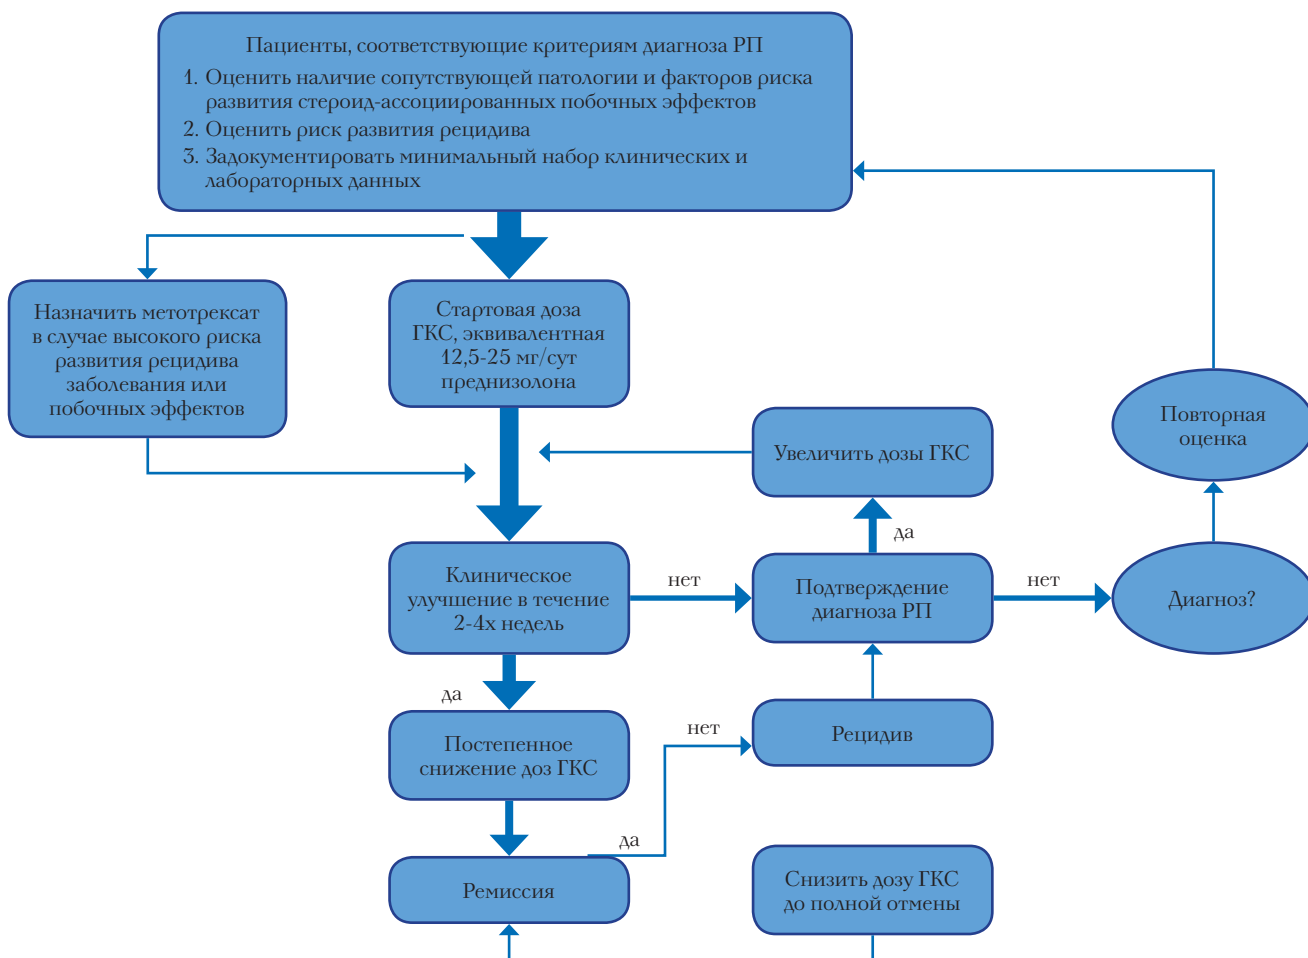 Пациенты, соответствующие критериям диагноза РП
1. Оценить наличие сопутствующей патологии и факторов риска
развития стероид-ассоциированных побочных эффектов
2. Оценить риск развития рецидива
3. Задокументировать минимальный набор клинических и
лабораторных данных
Назначить метотрексат
в случае высокого риска
развития рецидива
заболевания или
побочных эффектов
Стартовая доза
ГКС, эквивалентная
12,5-25 мг/сут
преднизолона
Увеличить дозы ГКС
Повторная
оценка
да
Клиническое
улучшение в течение
2-4х недель
нет
Подтверждение
диагноза РП
нет
Диагноз?
да
Постепенное
снижение доз ГКС
нет
Рецидив
да
Ремиссия
Снизить дозу ГКС
до полной отмены